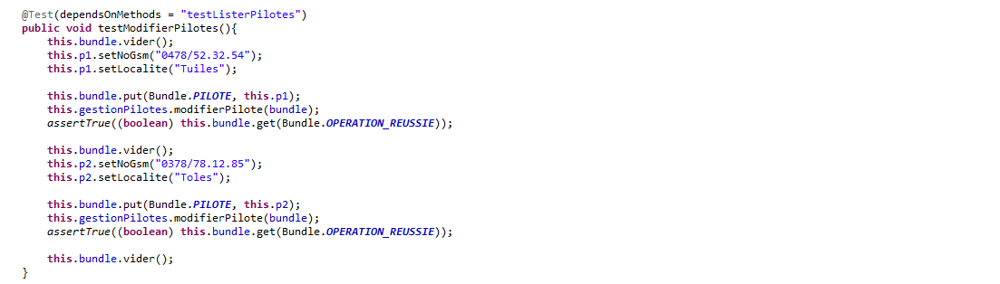 @Test(dependsOnMethods = "testListerPilotes")
public void testModifierPilotes(){
this.bundle.vider();
this.p1.setNoGsm("0478/52.32.54");
this.p1.setLocalite("Tuiles");
this.bundle.put(Bundle.PILOTE, this.p1);
this.gestionPilotes.modifierPilote(bundle);
assertTrue((boolean) this.bundle.get(Bundle.OPERATION_REUSSIE));
this.bundle.vider();
this.p2.setNoGsm("0378/78.12.85");
this.p2.setLocalite("Toles");
this.bundle.put(Bundle.PILOTE, this.p2);
this.gestionPilotes.modifierPilote(bundle);
assertTrue((boolean) this.bundle.get(Bundle.OPERATION_REUSSIE));
this.bundle.vider();
}